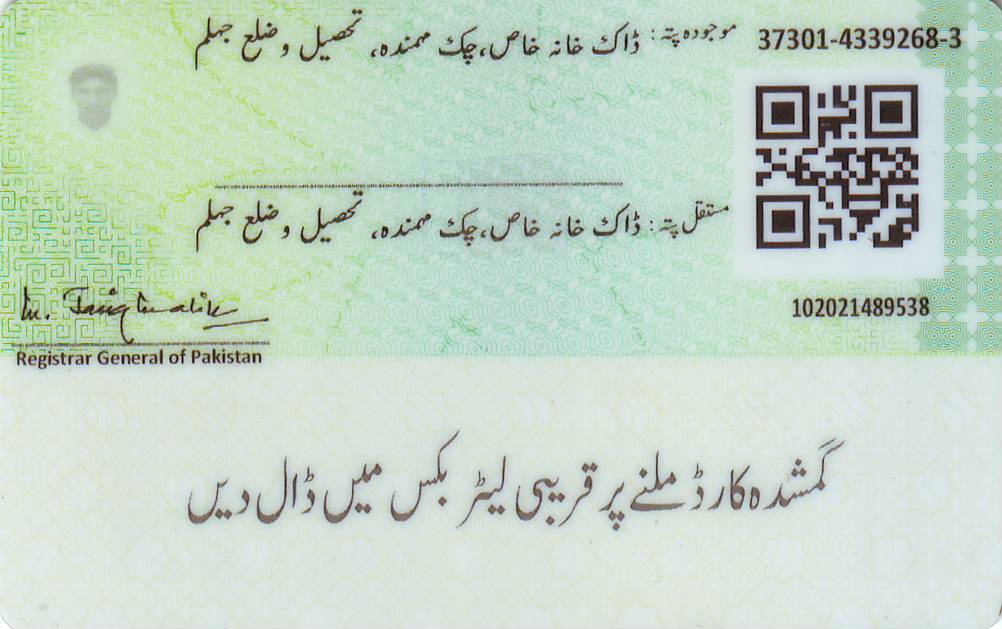 37301-4339268-3
موجودہ پتہ: ڈاک خانہ خاص، چک ممندہ، تحصیل و ضلع جہلم
مستقل پتہ: ڈاک خانہ خاص، چک ممندہ، تحصیل و ضلع جہلم
102021489538
Registrar General of Pakistan
گمشدہ کارڈ ملنے پر قریبی لیٹر بکس میں ڈال دیں